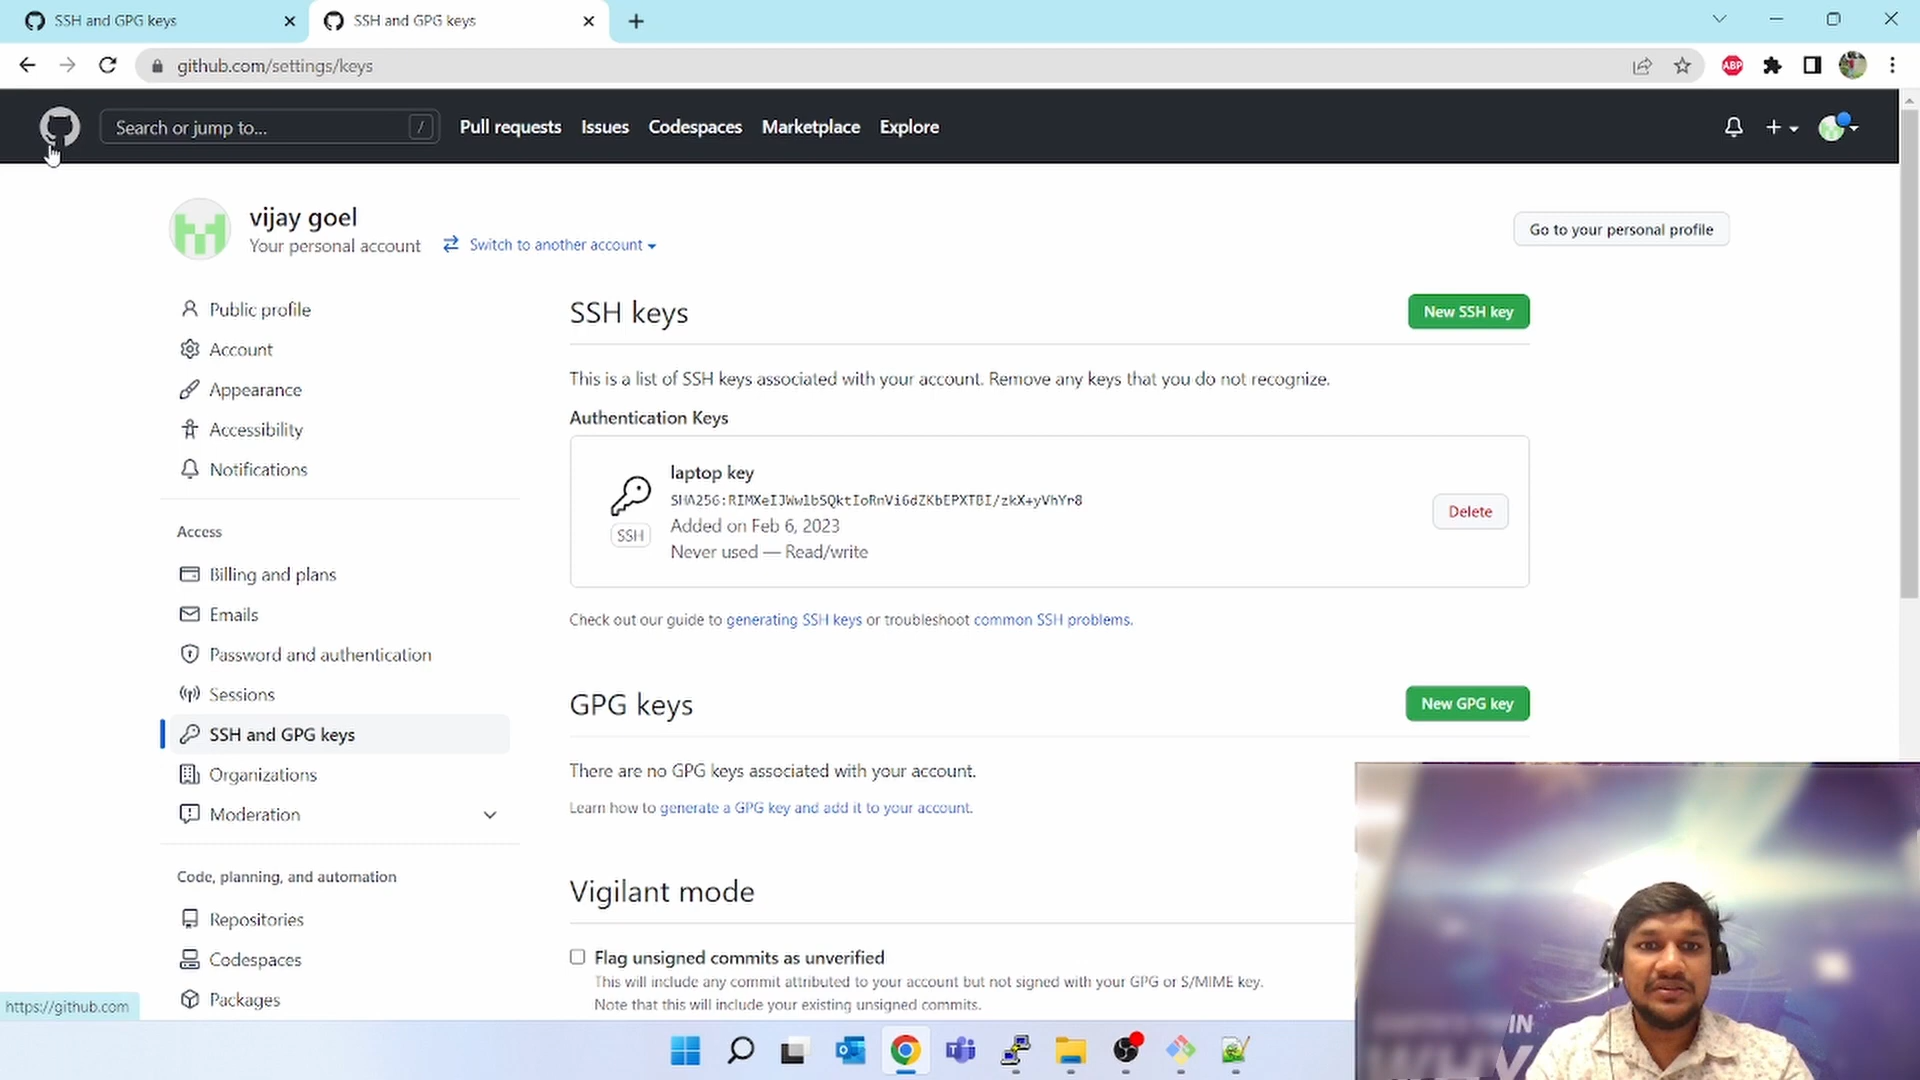 SSH and GPG keys
SSH and GPG keys
github.com/settings/keys
ABP
Search or jump to...
/
Pull requests
Issues
Codespaces
Marketplace
Explore
vijay goel
Your personal account
Switch to another account
Go to your personal profile
Public profile
Account
Appearance
Accessibility
Notifications
Access
Billing and plans
Emails
Password and authentication
Sessions
SSH and GPG keys
Organizations
Moderation
Code, planning, and automation
Repositories
Codespaces
Packages
SSH keys
New SSH key
This is a list of SSH keys associated with your account. Remove any keys that you do not recognize.
Authentication Keys
laptop key
SHA256:RIMXeIJWwlbSQktIoRnVi6dZKbEPXTBI/zkX+yVhYr8
SSH
Added on Feb 6, 2023
Never used — Read/write
Delete
Check out our guide to generating SSH keys or troubleshoot common SSH problems.
GPG keys
New GPG key
There are no GPG keys associated with your account.
Learn how to generate a GPG key and add it to your account.
Vigilant mode
Flag unsigned commits as unverified
This will include any commit attributed to your account but not signed with your GPG or S/MIME key.
Note that this will include your existing unsigned commits.
https://github.com